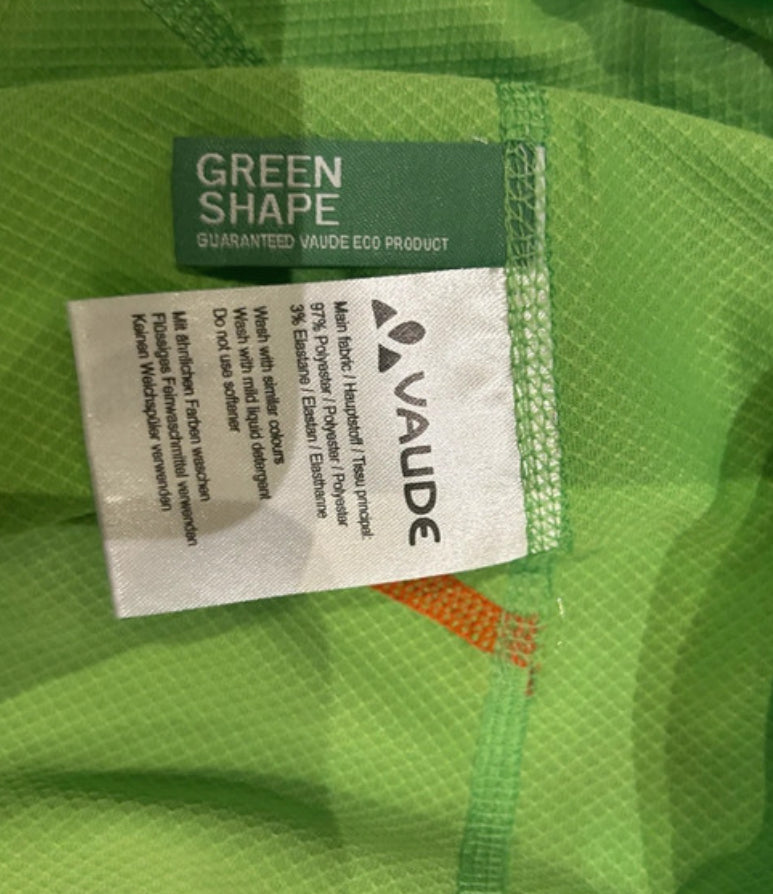 GREEN
SHAPE
GUARANTEED VAUDE ECO PRODUCT
VAUDE
Main fabric / Hauptstoff / Tissu principal:
97% Polyester / Polyester / Polyester
3% Elastane / Elastan / Elasthanne
Wash with similar colours
Wash with mild liquid detergant
Do not use softener
Mit ähnlichen Farben waschen
Flüssiges Feinwaschmittel verwenden
Keinen Weichspüler verwenden